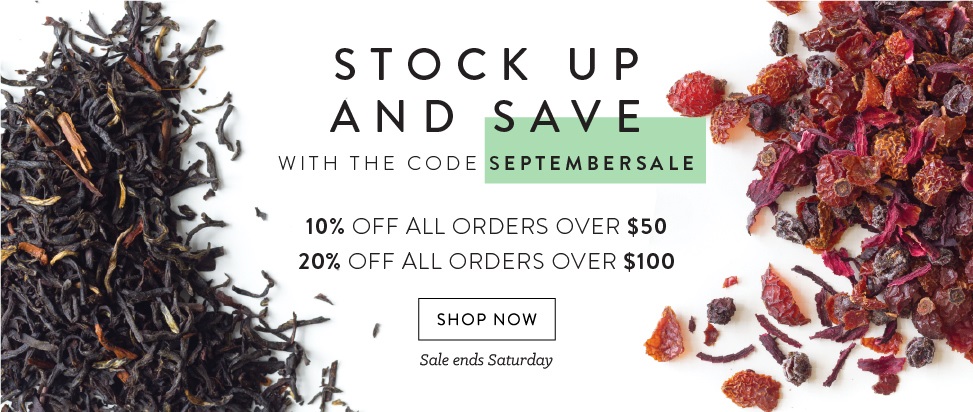 STOCK UP
AND SAVE
WITH THE CODE SEPTEMBERSALE
10% OFF ALL ORDERS OVER $50
20% OFF ALL ORDERS OVER $100
SHOP NOW
Sale ends Saturday